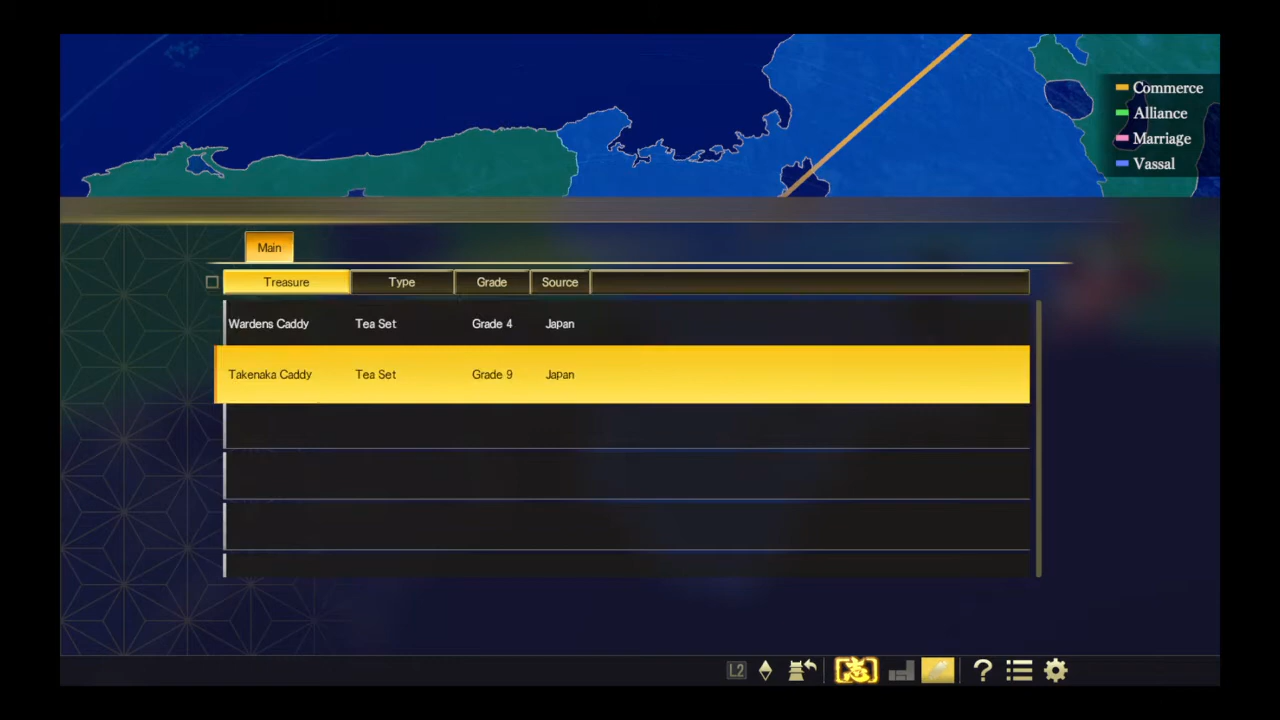 Commerce
Alliance
Marriage
Vassal
Main
Treasure Type Grade Source
Wardens Caddy Tea Set Grade 4 Japan
Takenaka Caddy Tea Set Grade 9 Japan
L2 志 ?